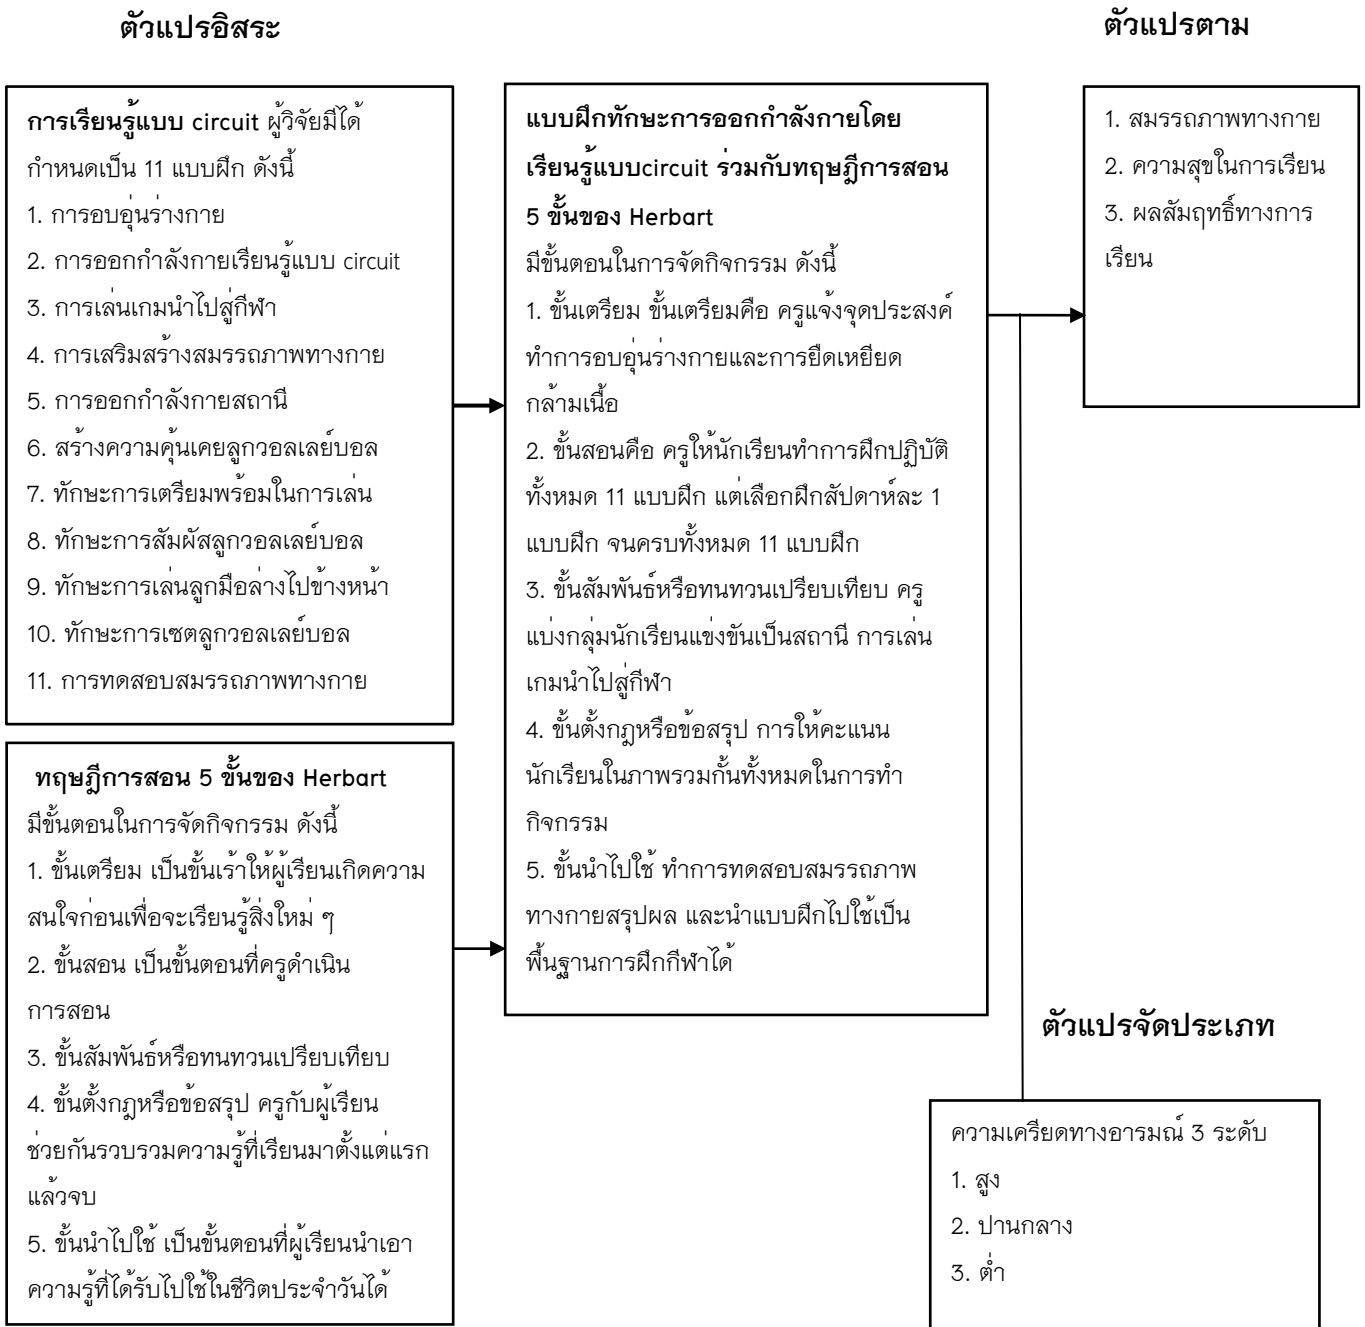 ตัวแปรอิสระ
ตัวแปรตาม
การเรียนรู้แบบ circuit ผู้วิจัยมีได้
กำหนดเป็น 11 แบบฝึก ดังนี้
1. การอบอุ่นร่างกาย
2. การออกกำลังกายเรียนรู้แบบ circuit
3. การเล่นเกมนำไปสู่กีฬา
4. การเสริมสร้างสมรรถภาพทางกาย
5. การออกกำลังกายสถานี
6. สร้างความคุ้นเคยลูกวอลเลย์บอล
7. ทักษะการเตรียมพร้อมในการเล่น
8. ทักษะการสัมผัสลูกวอลเลย์บอล
9. ทักษะการเล่นลูกมือล่างไปข้างหน้า
10. ทักษะการเซตลูกวอลเลย์บอล
11. การทดสอบสมรรถภาพทางกาย
ทฤษฎีการสอน 5 ขั้นของ Herbart
มีขั้นตอนในการจัดกิจกรรม ดังนี้
1. ขั้นเตรียม เป็นขั้นเร้าให้ผู้เรียนเกิดความ
สนใจก่อนเพื่อจะเรียนรู้สิ่งใหม่ ๆ
2. ขั้นสอน เป็นขั้นตอนที่ครูดำเนิน
การสอน
3. ขั้นสัมพันธ์หรือทนทวนเปรียบเทียบ
4. ขั้นตั้งกฎหรือข้อสรุป ครูกับผู้เรียน
ช่วยกันรวบรวมความรู้ที่เรียนมาตั้งแต่แรก
แล้วจบ
5. ขั้นนำไปใช้ เป็นขั้นตอนที่ผู้เรียนนำเอา
ความรู้ที่ได้รับไปใช้ในชีวิตประจำวันได้
แบบฝึกทักษะการออกกำลังกายโดย
เรียนรู้แบบcircuit ร่วมกับทฤษฎีการสอน
5 ขั้นของ Herbart
มีขั้นตอนในการจัดกิจกรรม ดังนี้
1. ขั้นเตรียม ขั้นเตรียมคือ ครูแจ้งจุดประสงค์
ทำการอบอุ่นร่างกายและการยืดเหยียด
กล้ามเนื้อ
2. ขั้นสอนคือ ครูให้นักเรียนทำการฝึกปฏิบัติ
ทั้งหมด 11 แบบฝึก แต่เลือกฝึกสัปดาห์ละ 1
แบบฝึก จนครบทั้งหมด 11 แบบฝึก
3. ขั้นสัมพันธ์หรือทนทวนเปรียบเทียบ ครู
แบ่งกลุ่มนักเรียนแข่งขันเป็นสถานี การเล่น
เกมนำไปสู่กีฬา
4. ขั้นตั้งกฎหรือข้อสรุป การให้คะแนน
นักเรียนในภาพรวมกั้นทั้งหมดในการทำ
กิจกรรม
5. ขั้นนำไปใช้ ทำการทดสอบสมรรถภาพ
ทางกายสรุปผล และนำแบบฝึกไปใช้เป็น
พื้นฐานการฝึกกีฬาได้
1. สมรรถภาพทางกาย
2. ความสุขในการเรียน
3. ผลสัมฤทธิ์ทางการ
เรียน
ตัวแปรจัดประเภท
ความเครียดทางอารมณ์ 3 ระดับ
1. สูง
2. ปานกลาง
3. ต่ำ